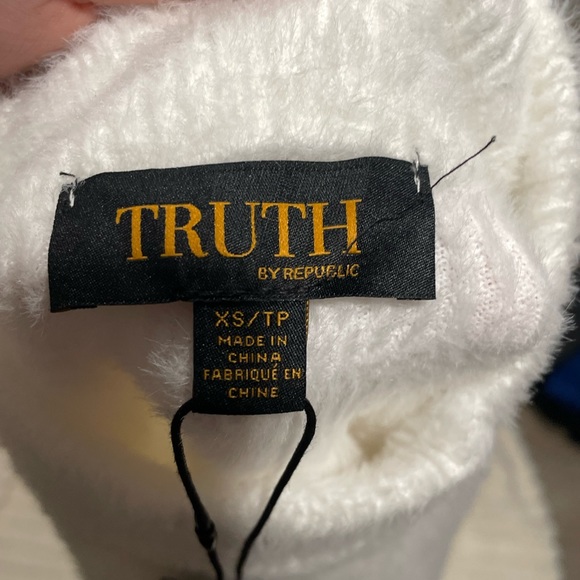 TRUTH
BY REPUBLIC
XS/TP
MADE IN
CHINA
FABRIQUÉ EN
CHINE